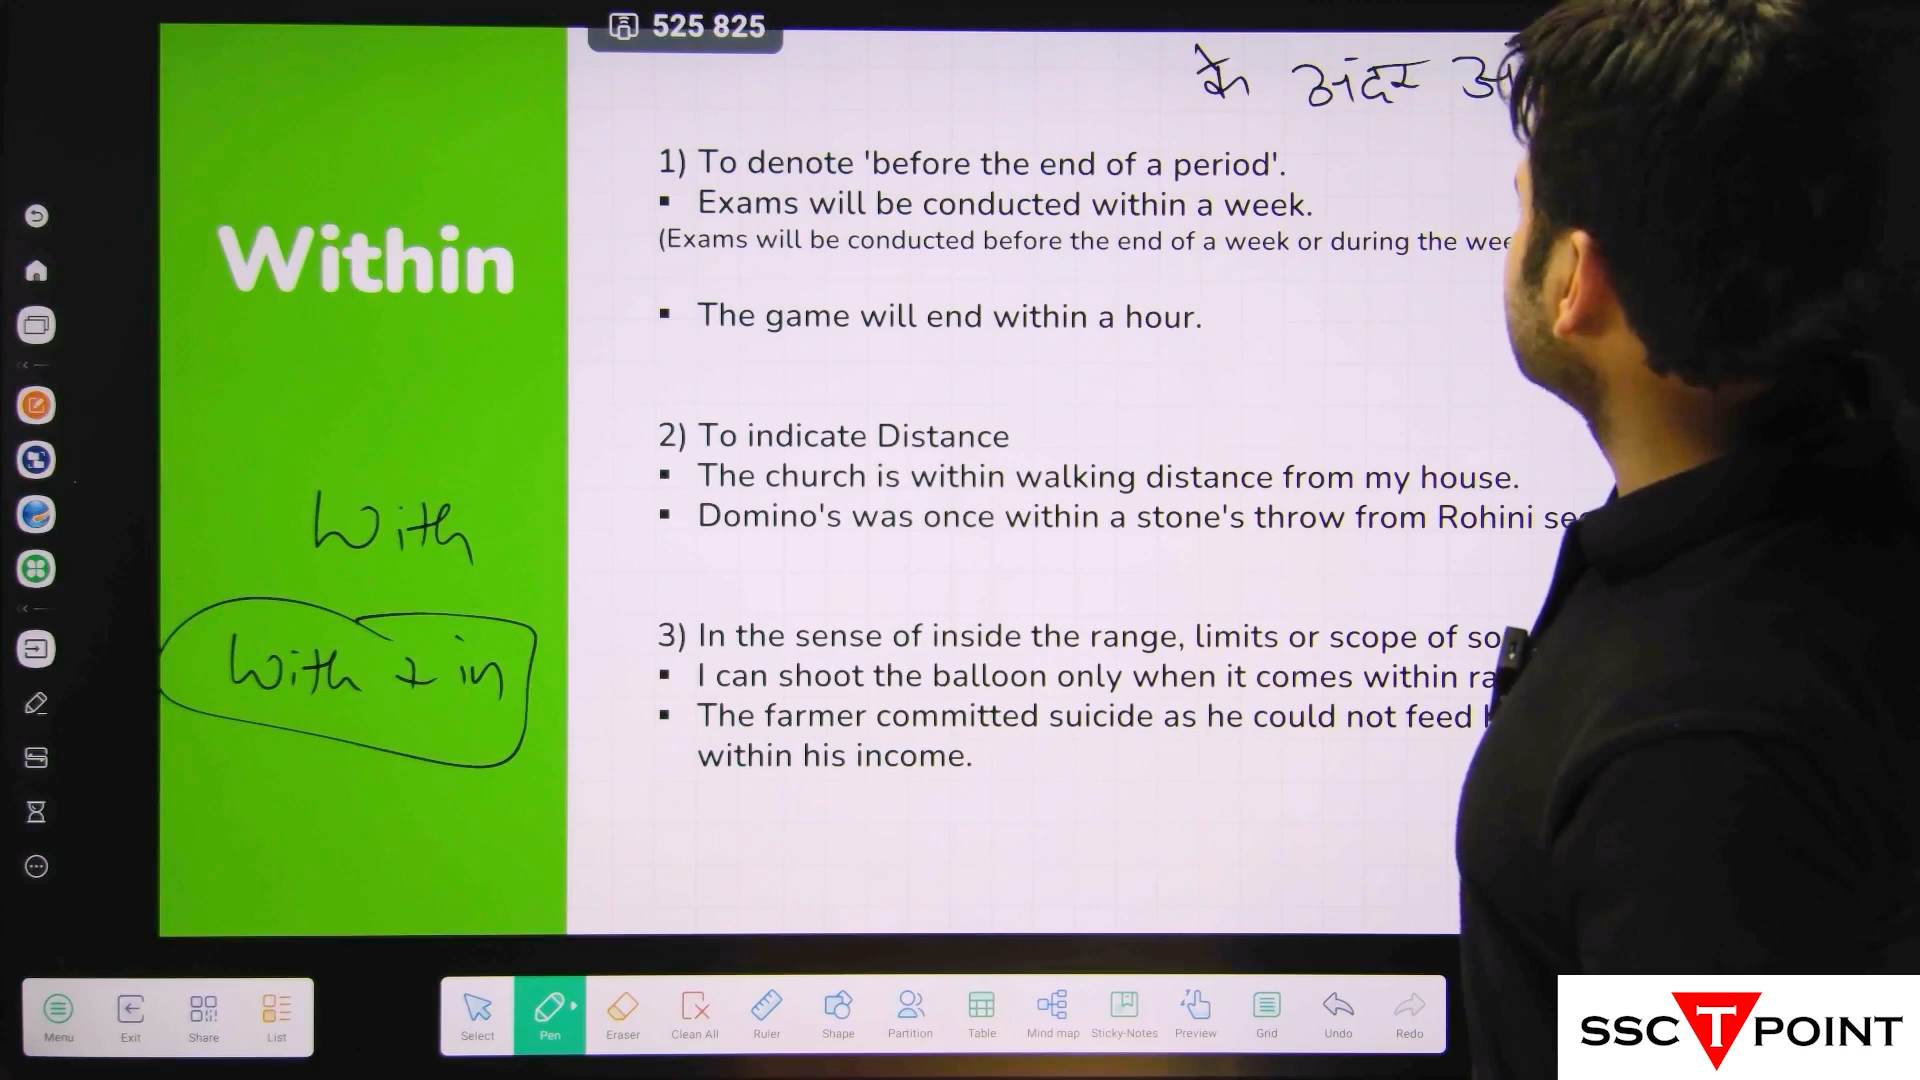 525 825
के अंदर
Within
1) To denote 'before the end of a period'.
▪ Exams will be conducted within a week.
(Exams will be conducted before the end of a week or during the
▪ The game will end within a hour.
2) To indicate Distance
▪ The church is within walking distance from my house.
▪ Domino's was once within a stone's throw from Rohini
With
With + in
3) In the sense of inside the range, limits or scope of
▪ I can shoot the balloon only when it comes within
▪ The farmer committed suicide as he could not feed
within his income.
Menu Exit Share List
Select Pen Eraser Clean All Ruler Shape Partition Table Mind map Sticky-Notes Preview Grid Undo Redo
SSC T POINT